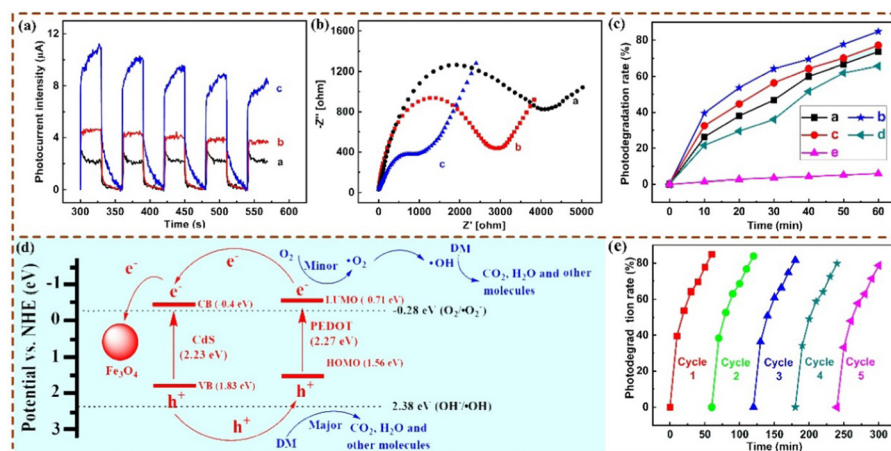 (a)
12
8
4
0
Photocurrent intensity (μA)
c
b
a
300 350 400 450 500 550 600
Time (s)
(b)
1600
1200
800
400
0
-Z'' [ohm]
a
b
c
0 1000 2000 3000 4000 5000
Z' [ohm]
(c)
80
60
40
20
0
Photodegradation rate (%)
a b
c d
e
0 10 20 30 40 50 60
Time (min)
(d)
Potential vs. NHE (eV)
-1
0
1
2
3
e⁻
e⁻
O₂
Minor
•O₂
•OH
DM
CO₂, H₂O and other
molecules
e⁻
CB (-0.4 eV)
e⁻
LUMO (-0.71 eV)
-0.28 eV (O₂/•O₂⁻)
CdS
(2.23 eV)
PEDOT
(2.27 eV)
Fe₃O₄
VB (1.83 eV)
HOMO (1.56 eV)
h⁺
h⁺
2.38 eV (OH⁻/•OH)
h⁺
DM
Major
CO₂, H₂O and
other molecules
(e)
80
60
40
20
0
Photodegrad ition rate (%)
Cycle 1
Cycle 2
Cycle 3
Cycle 4
Cycle 5
0 50 100 150 200 250 300
Time (min)